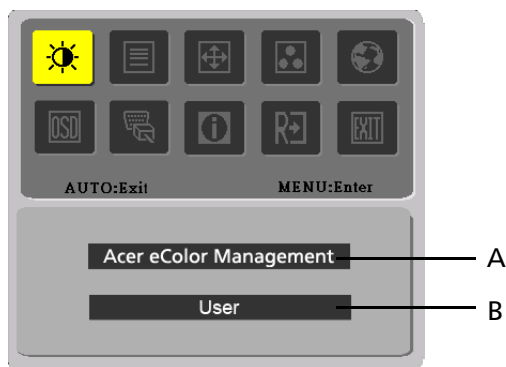 OSD i R EXIT
AUTO:Exit MENU:Enter
Acer eColor Management A
User B